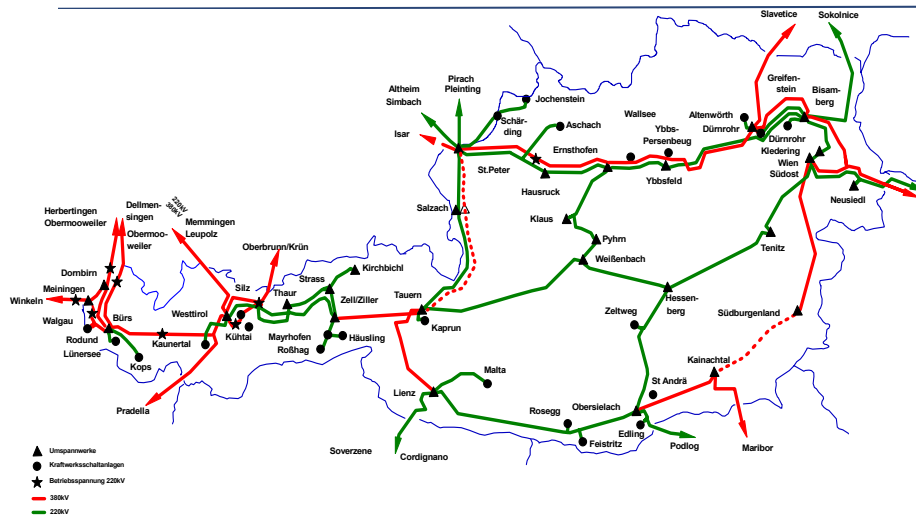 Slavetice
Sokolnice
Pirach
Pleinting
Altheim
Simbach
Greifen-
stein
Bisam-
berg
Jochenstein
Schär-
ding
Aschach
Wallsee
Altenwörth
Dürnrohr
Isar
Ernsthofen
Ybbs-
Persenbeug
Dürnrohr
Kledering
Wien
Südost
St.Peter
Hausruck
Ybbsfeld
Neusiedl
Herbertingen
Obermooweiler
Dellmen-
singen
Obermoo-
weiler
220kV
380kV
Memmingen
Leupolz
Salzach
Klaus
Oberbrunn/Krün
Pyhrn
Tenitz
Dornbirn
Meiningen
Winkeln
Kirchbichl
Strass
Silz
Thaur
Zell/Ziller
Weißenbach
Hessen-
berg
Tauern
Westtirol
Walgau
Bürs
Rodund
Lünersee
Kaunertal
Kühtai
Kops
Mayrhofen
Roßhag
Häusling
Kaprun
Zeltweg
Südburgenland
Kainachtal
Malta
St Andrä
Lienz
Pradella
Rosegg
Obersielach
Edling
Feistritz
Podlog
Maribor
Soverzene
Cordignano
Umspannwerke
Kraftwerksschaltanlagen
Betriebsspannung 220kV
380kV
220kV